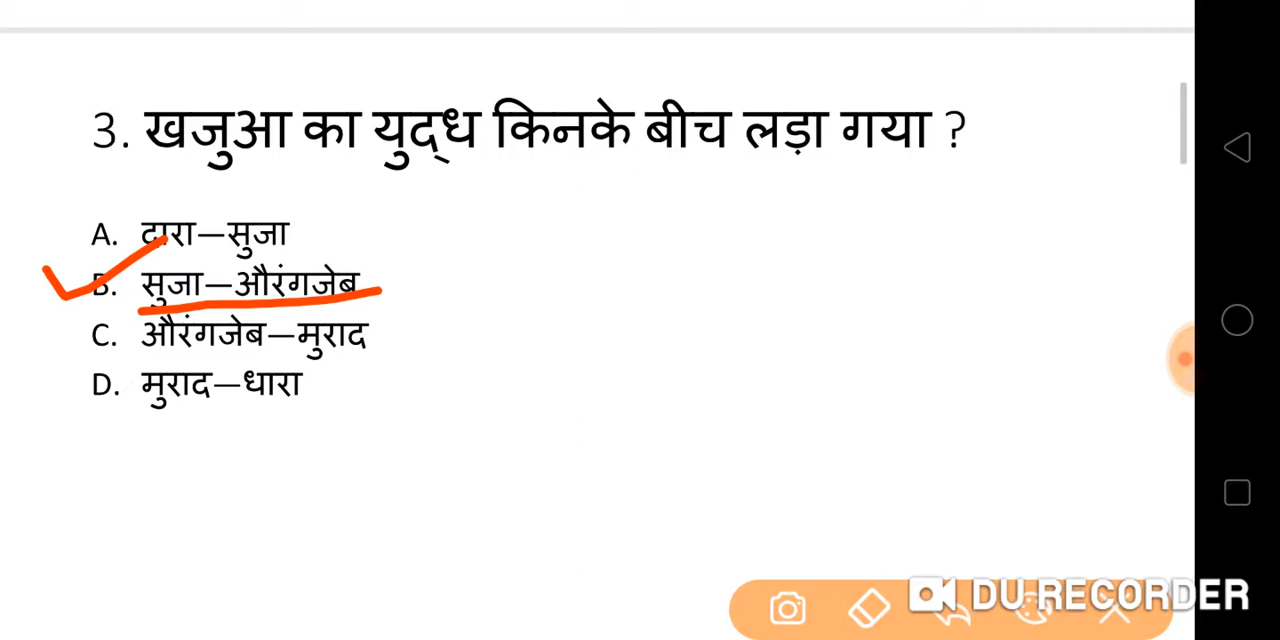 3. खजुआ का युद्ध किनके बीच लड़ा गया ?
A. दारा—सुजा
B. सुजा—औरंगजेब
C. औरंगजेब—मुराद
D. मुराद—धारा
DU RECORDER